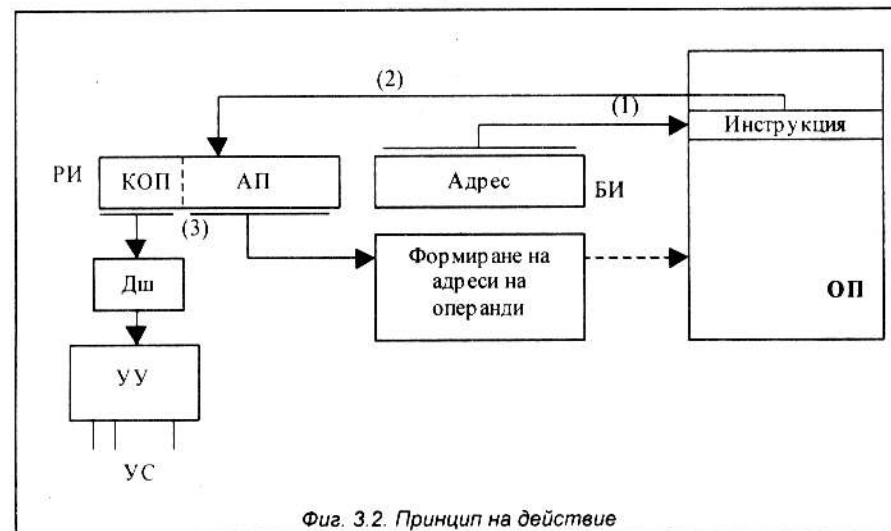 (2)
(1)
Инструкция
РИ
КОП
АП
Адрес
БИ
(3)
Формиране на
адреси на
операнди
ОП
Дш
УУ
УС
Фиг. 3.2. Принцип на действие